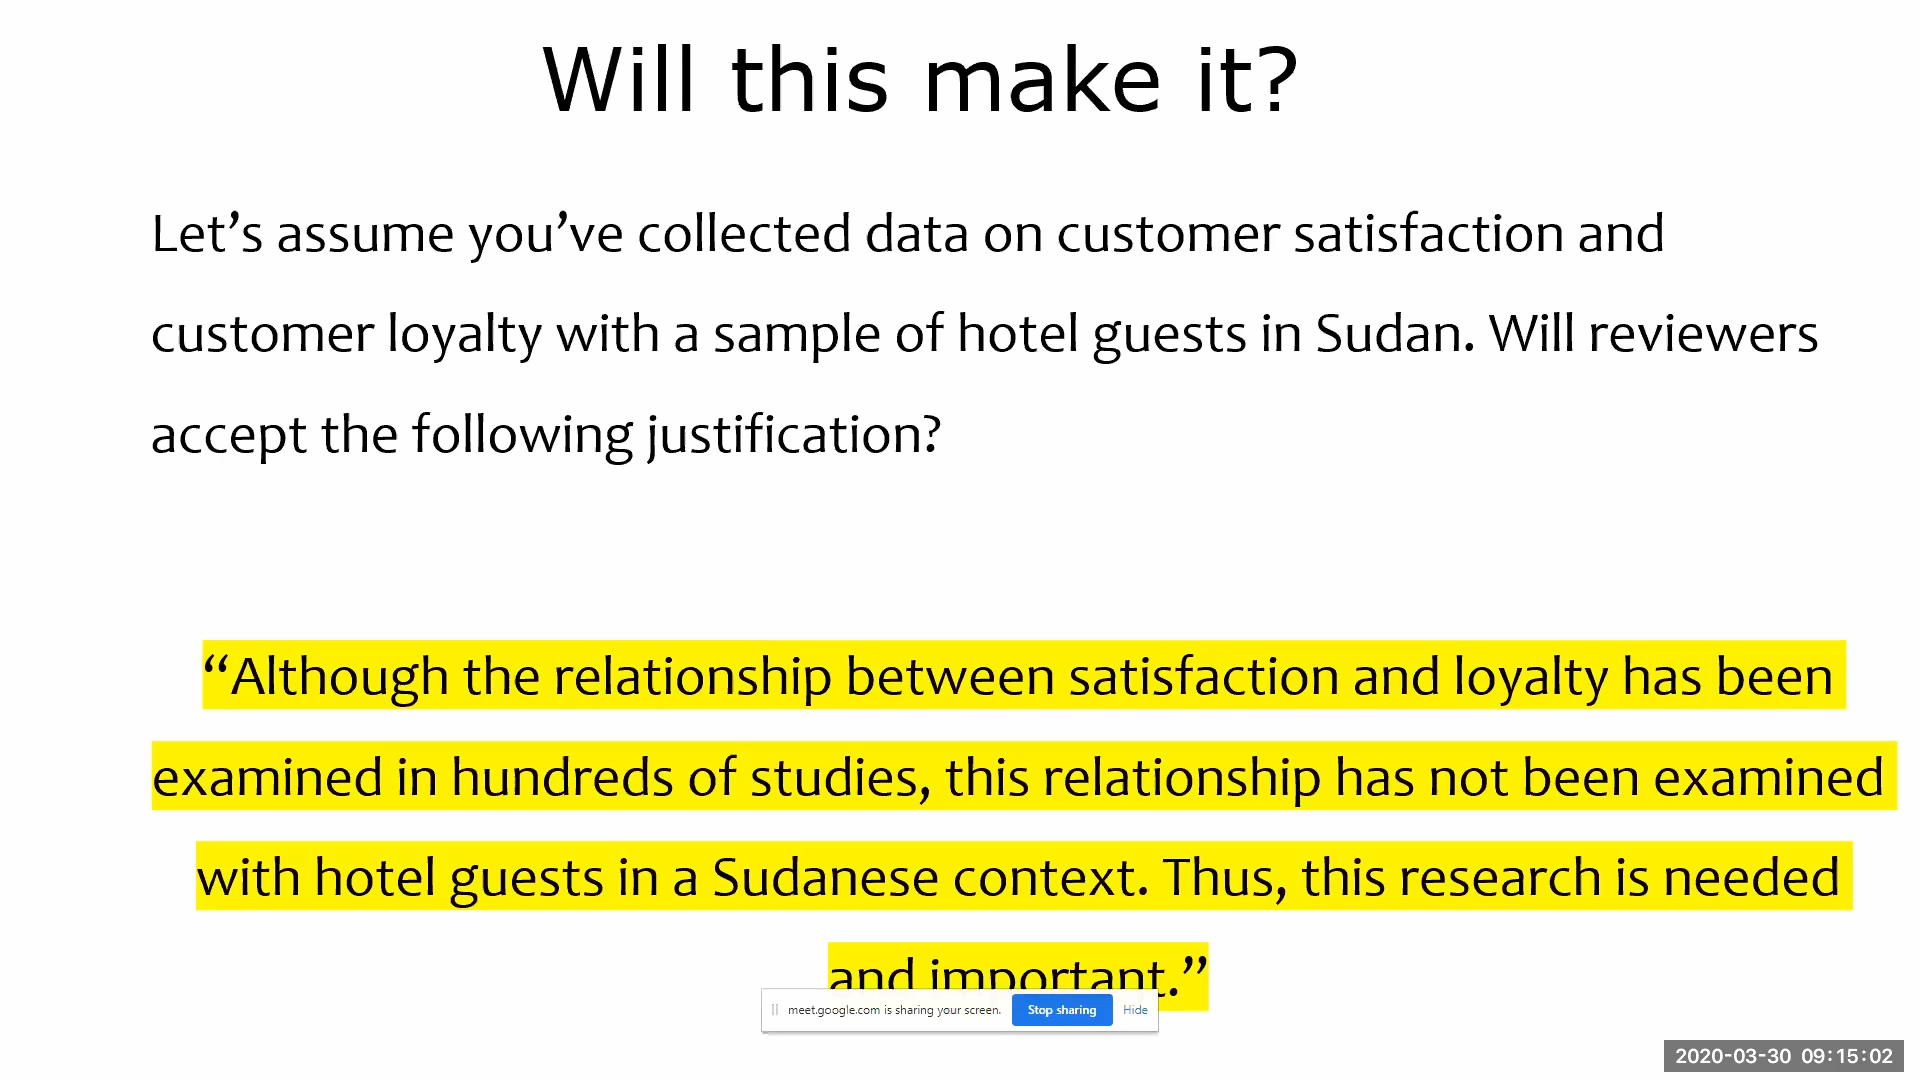 Will this make it?
Let’s assume you’ve collected data on customer satisfaction and
customer loyalty with a sample of hotel guests in Sudan. Will reviewers
accept the following justification?
“Although the relationship between satisfaction and loyalty has been
examined in hundreds of studies, this relationship has not been examined
with hotel guests in a Sudanese context. Thus, this research is needed
and important.”
meet.google.com is sharing your screen. Stop sharing Hide
2020-03-30 09:15:02